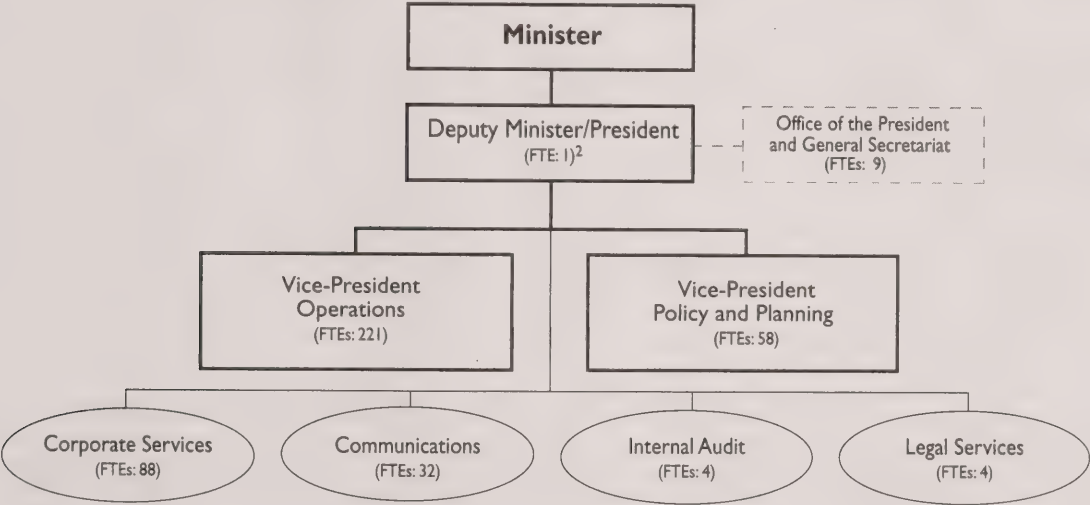 Minister
Deputy Minister/President
(FTE: 1)²
Office of the President
and General Secretariat
(FTEs: 9)
Vice-President
Operations
(FTEs: 221)
Vice-President
Policy and Planning
(FTEs: 58)
Corporate Services
(FTEs: 88)
Communications
(FTEs: 32)
Internal Audit
(FTEs: 4)
Legal Services
(FTEs: 4)